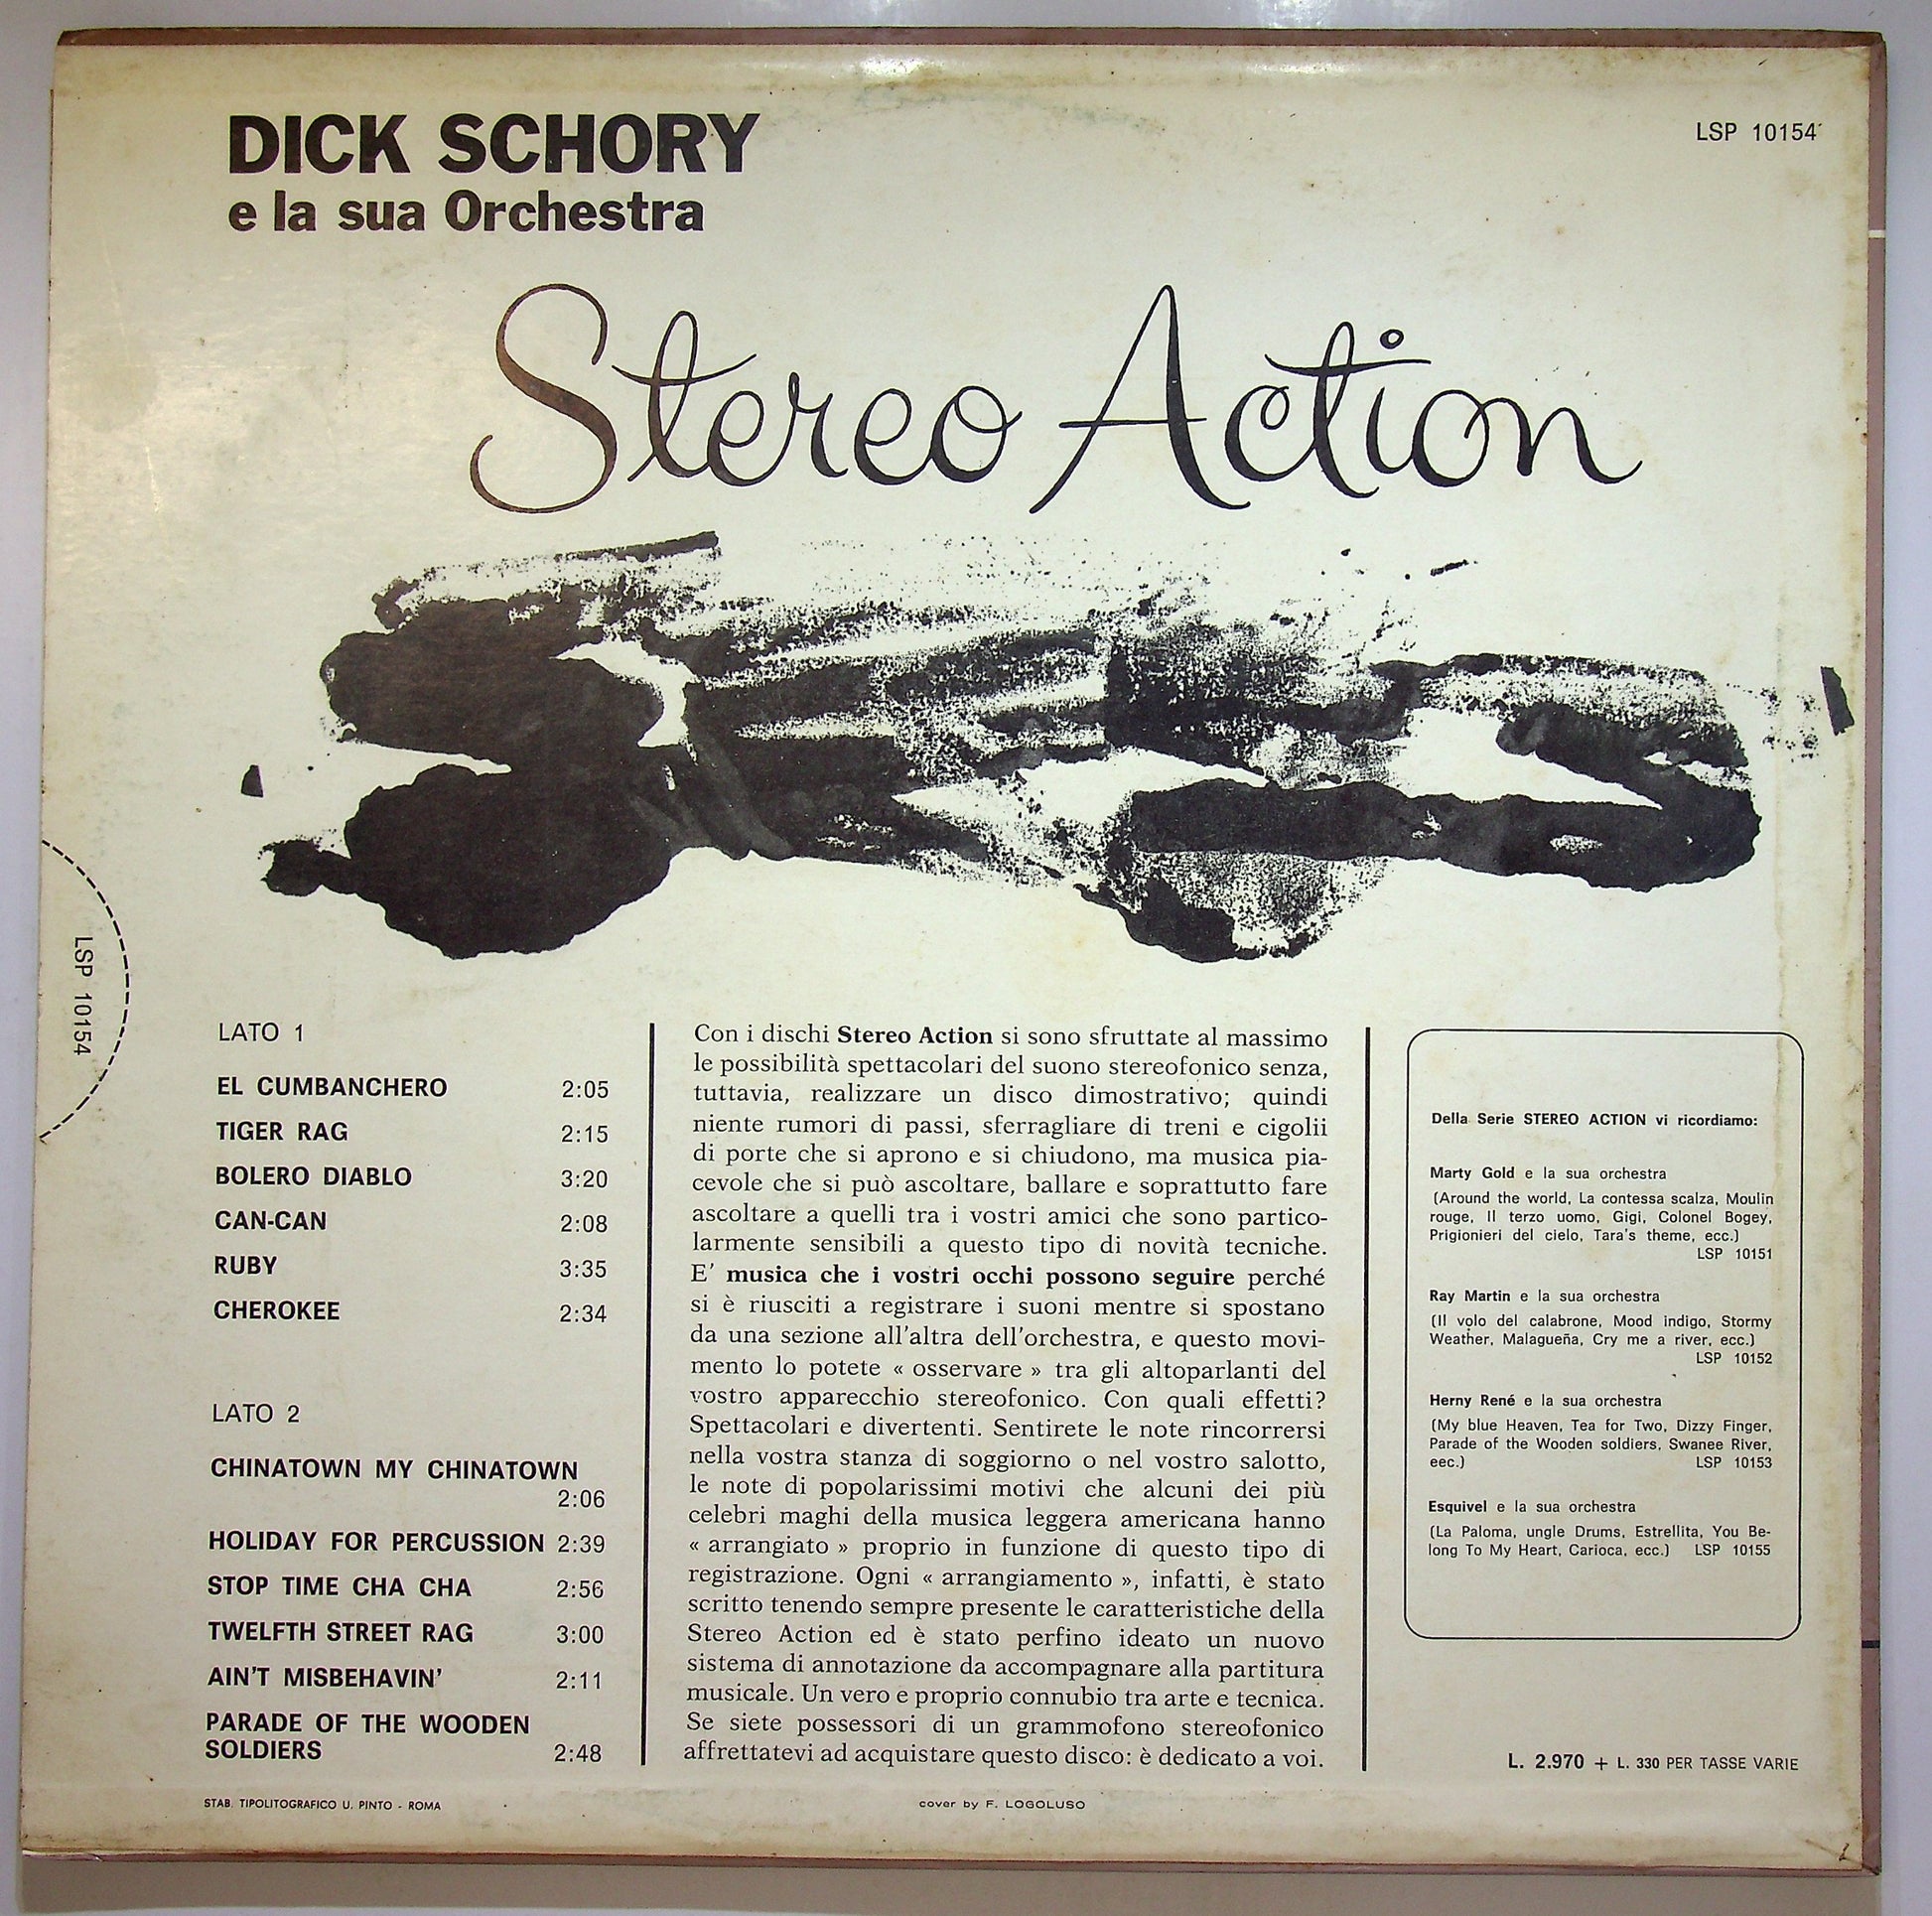 DICK SCHORY
e la sua Orchestra
LSP 10154
Stereo Action
LSP 10154
LATO 1
EL CUMBANCHERO 2:05
TIGER RAG 2:15
BOLERO DIABLO 3:20
CAN-CAN 2:08
RUBY 3:35
CHEROKEE 2:34
LATO 2
CHINATOWN MY CHINATOWN
2:06
HOLIDAY FOR PERCUSSION 2:39
STOP TIME CHA CHA 2:56
TWELFTH STREET RAG 3:00
AIN'T MISBEHAVIN' 2:11
PARADE OF THE WOODEN
SOLDIERS 2:48
Con i dischi Stereo Action si sono sfruttate al massimo
le possibilità spettacolari del suono stereofonico senza,
tuttavia, realizzare un disco dimostrativo; quindi
niente rumori di passi, sferragliare di treni e cigolii
di porte che si aprono e si chiudono, ma musica pia-
cevole che si può ascoltare, ballare e soprattutto fare
ascoltare a quelli tra i vostri amici che sono partico-
larmente sensibili a questo tipo di novità tecniche.
E' musica che i vostri occhi possono seguire perché
si è riusciti a registrare i suoni mentre si spostano
da una sezione all'altra dell'orchestra, e questo movi-
mento lo potete « osservare » tra gli altoparlanti del
vostro apparecchio stereofonico. Con quali effetti?
Spettacolari e divertenti. Sentirete le note rincorrersi
nella vostra stanza di soggiorno o nel vostro salotto,
le note di popolarissimi motivi che alcuni dei più
celebri maghi della musica leggera americana hanno
« arrangiato » proprio in funzione di questo tipo di
registrazione. Ogni « arrangiamento », infatti, è stato
scritto tenendo sempre presente le caratteristiche della
Stereo Action ed è stato perfino ideato un nuovo
sistema di annotazione da accompagnare alla partitura
musicale. Un vero e proprio connubio tra arte e tecnica.
Se siete possessori di un grammofono stereofonico
affrettatevi ad acquistare questo disco: è dedicato a voi.
Della Serie STEREO ACTION vi ricordiamo:
Marty Gold e la sua orchestra
(Around the world, La contessa scalza, Moulin
rouge, Il terzo uomo, Gigi, Colonel Bogey,
Prigionieri del cielo, Tara's theme, ecc.)
LSP 10151
Ray Martin e la sua orchestra
(Il volo del calabrone, Mood indigo, Stormy
Weather, Malagueña, Cry me a river, ecc.)
LSP 10152
Herny René e la sua orchestra
(My blue Heaven, Tea for Two, Dizzy Finger,
Parade of the Wooden soldiers, Swanee River,
eec.) LSP 10153
Esquivel e la sua orchestra
(La Paloma, ungle Drums, Estrellita, You Be-
long To My Heart, Carioca, ecc.) LSP 10155
L. 2.970 + L. 330 PER TASSE VARIE
STAB. TIPOLITOGRAFICO U. PINTO - ROMA
cover by F. LOGOLUSO